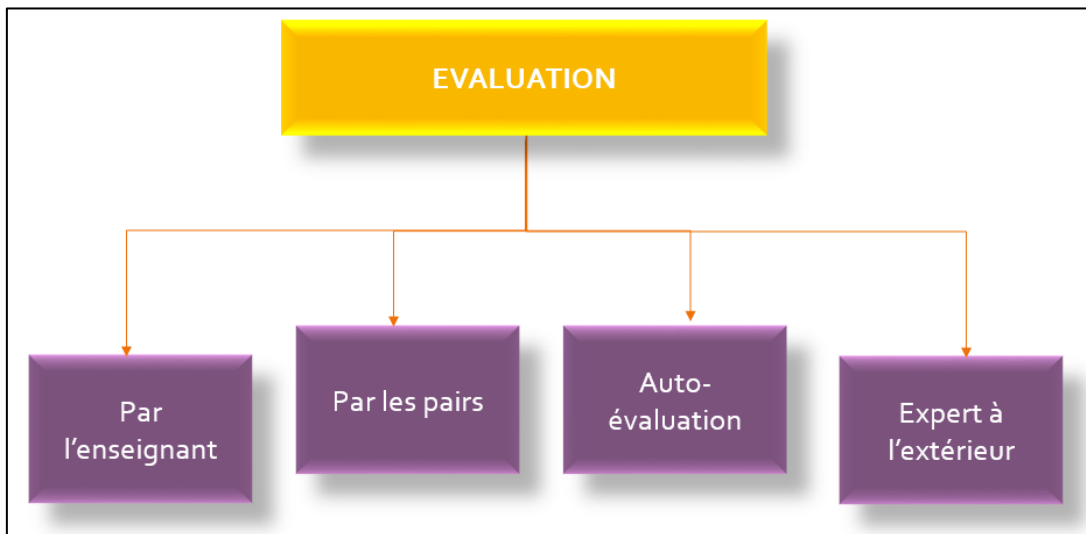 EVALUATION
Par
l’enseignant
Par les pairs
Auto-
évaluation
Expert à
l’extérieur